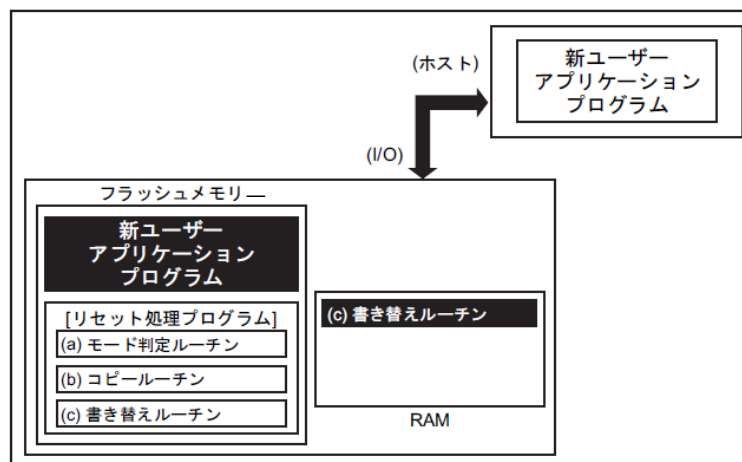 (ホスト)
新ユーザー
アプリケーション
プログラム
(I/O)
フラッシュメモリ―
新ユーザー
アプリケーション
プログラム
[リセット処理プログラム]
(a) モード判定ルーチン
(b) コピールーチン
(c) 書き替えルーチン
(c) 書き替えルーチン
RAM